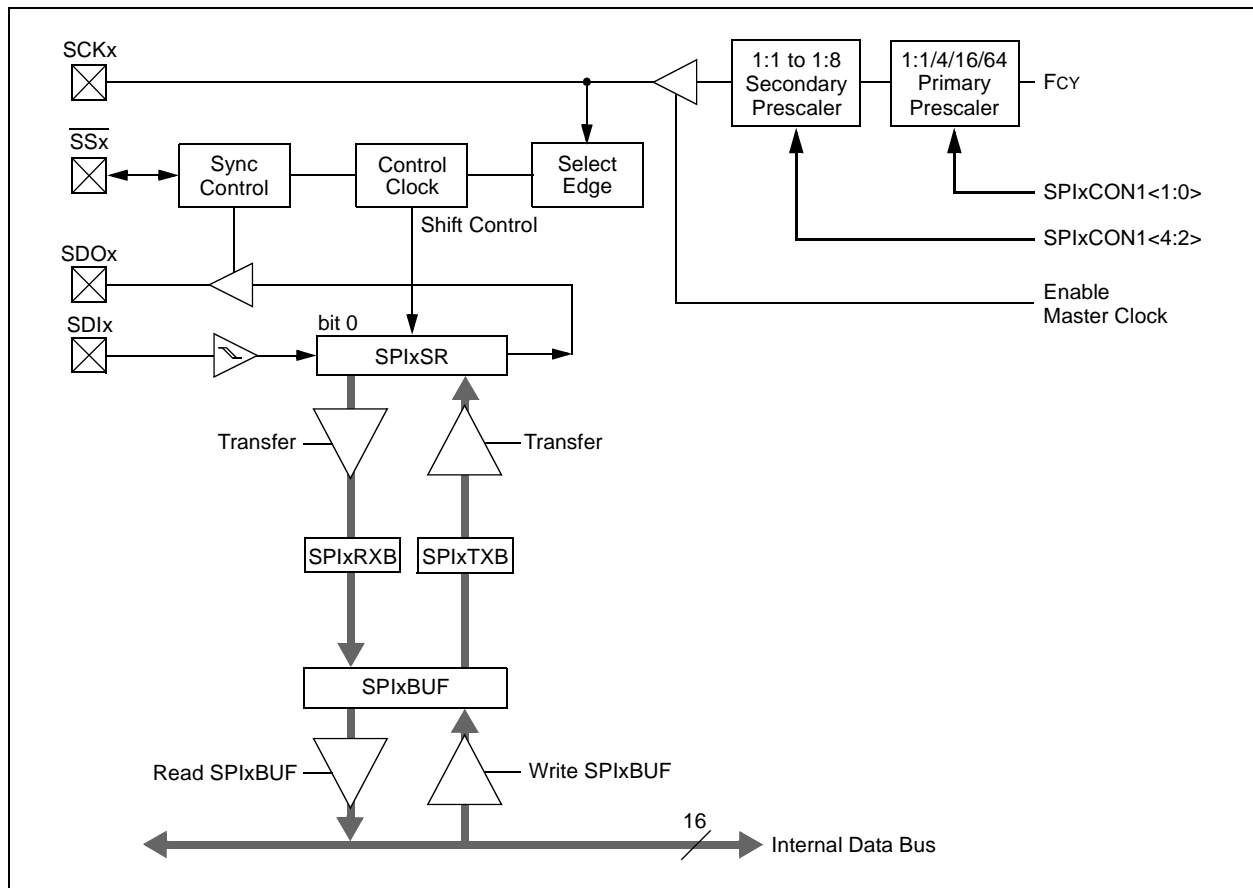 SCKx
1:1 to 1:8
Secondary
Prescaler
1:1/4/16/64
Primary
Prescaler
FCY
SSx
Sync
Control
Control
Clock
Select
Edge
SPIxCON1<1:0>
Shift Control
SPIxCON1<4:2>
SDOx
Enable
Master Clock
SDIx
bit 0
SPIxSR
Transfer
Transfer
SPIxRXB
SPIxTXB
SPIxBUF
Read SPIxBUF
Write SPIxBUF
16
Internal Data Bus